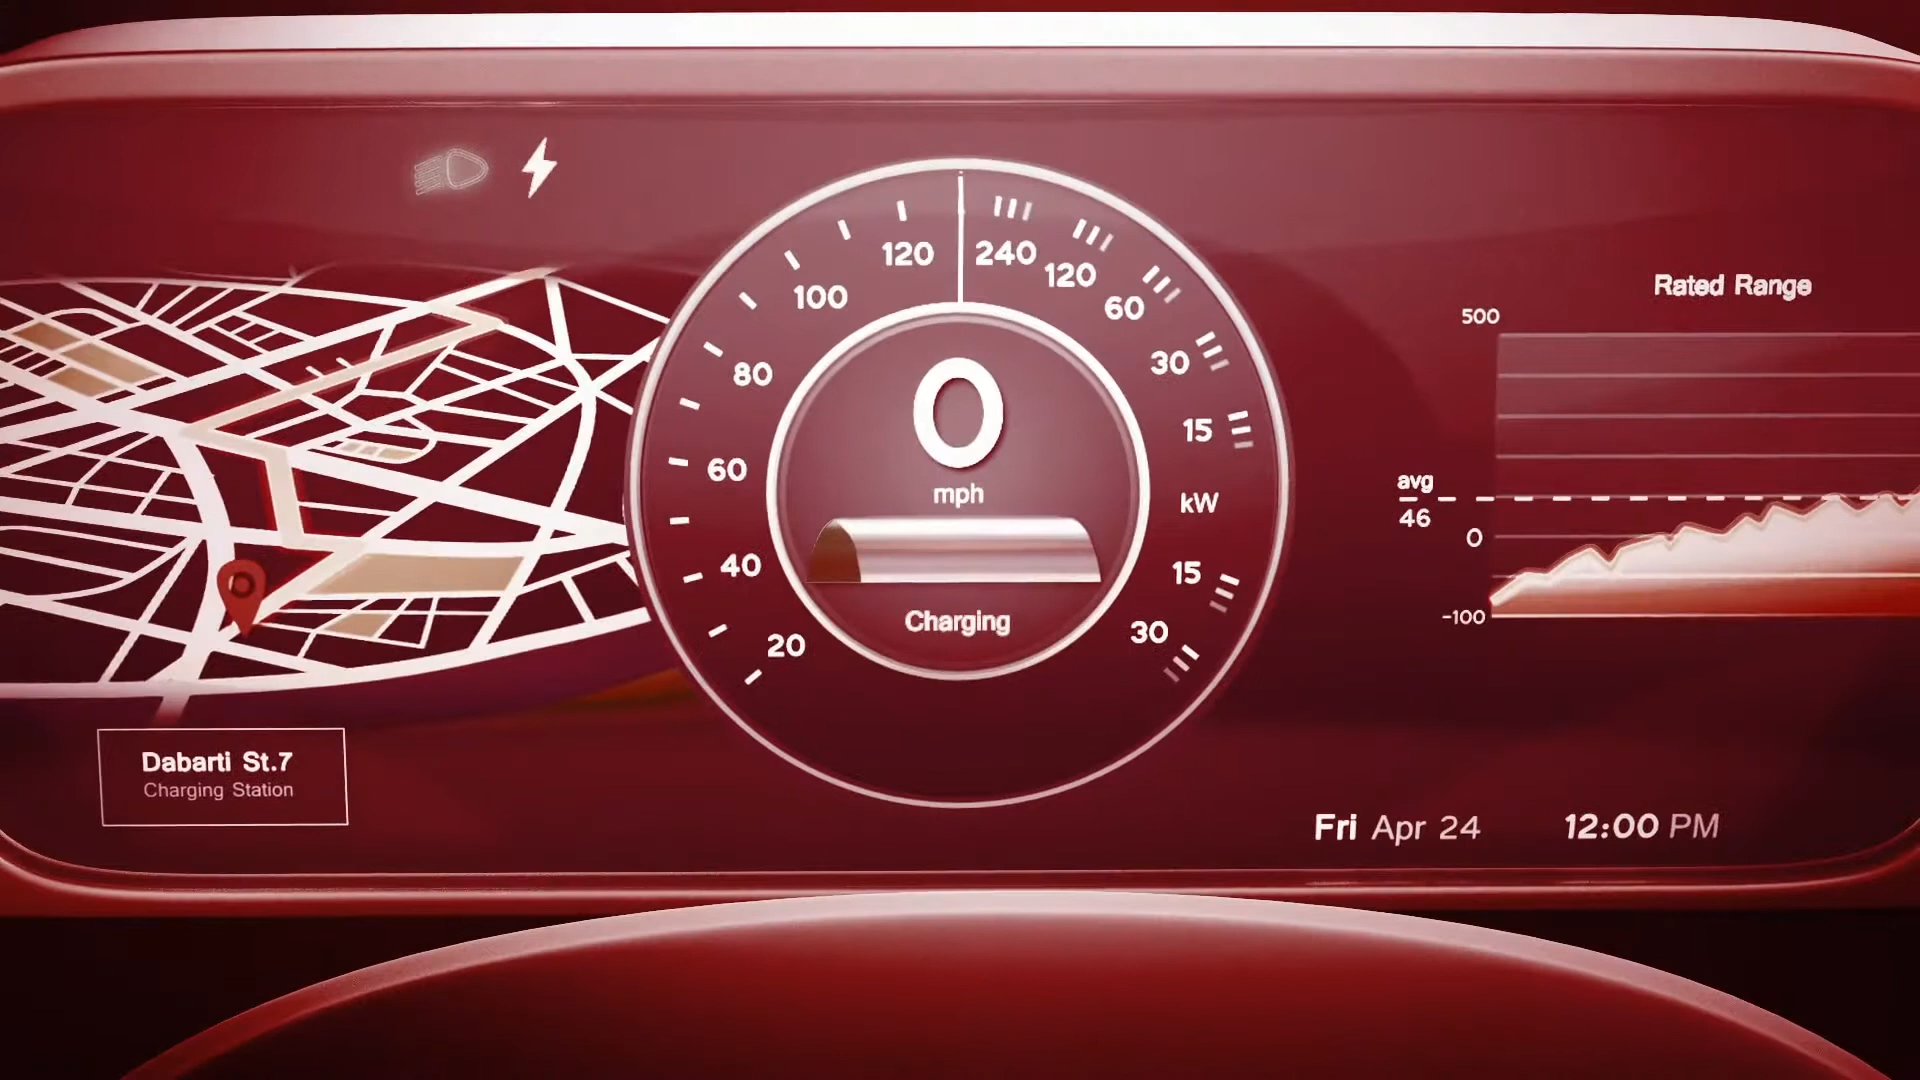 120
100
80
60
40
20
240
120
60
30
15
kW
15
30
0
mph
Charging
Rated Range
500
avg
46
0
-100
Dabarti St.7
Charging Station
Fri Apr 24
12:00 PM